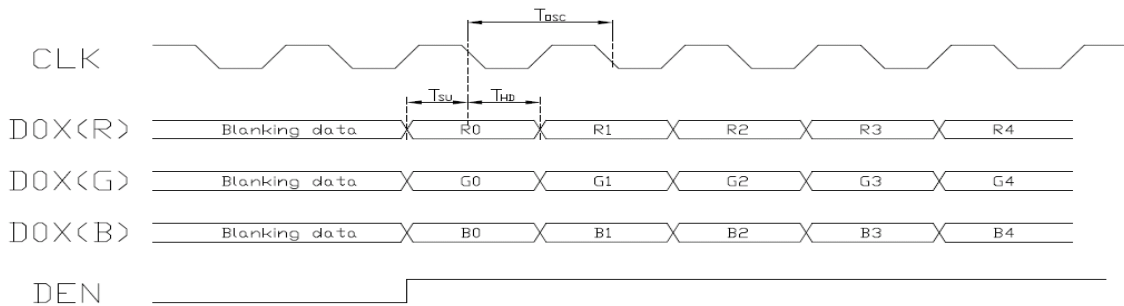 Tosc
CLK
Tsu THD
DOX(R) Blanking data R0 R1 R2 R3 R4
DOX(G) Blanking data G0 G1 G2 G3 G4
DOX(B) Blanking data B0 B1 B2 B3 B4
DEN